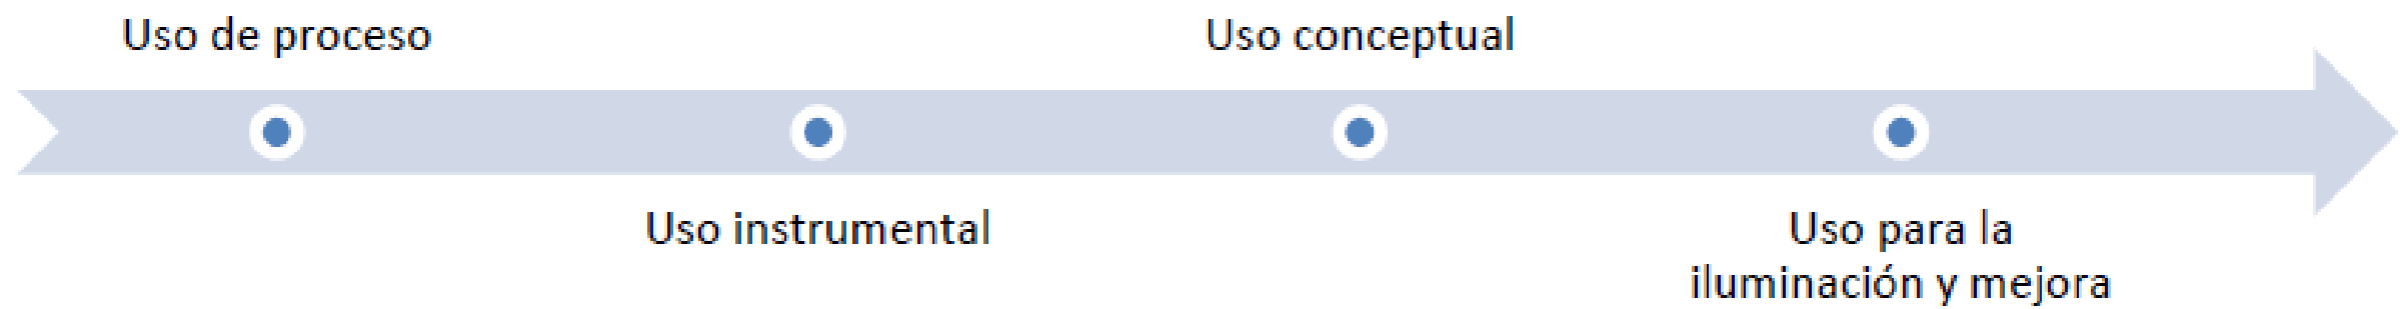 Uso de proceso
Uso instrumental
Uso conceptual
Uso para la
iluminación y mejora